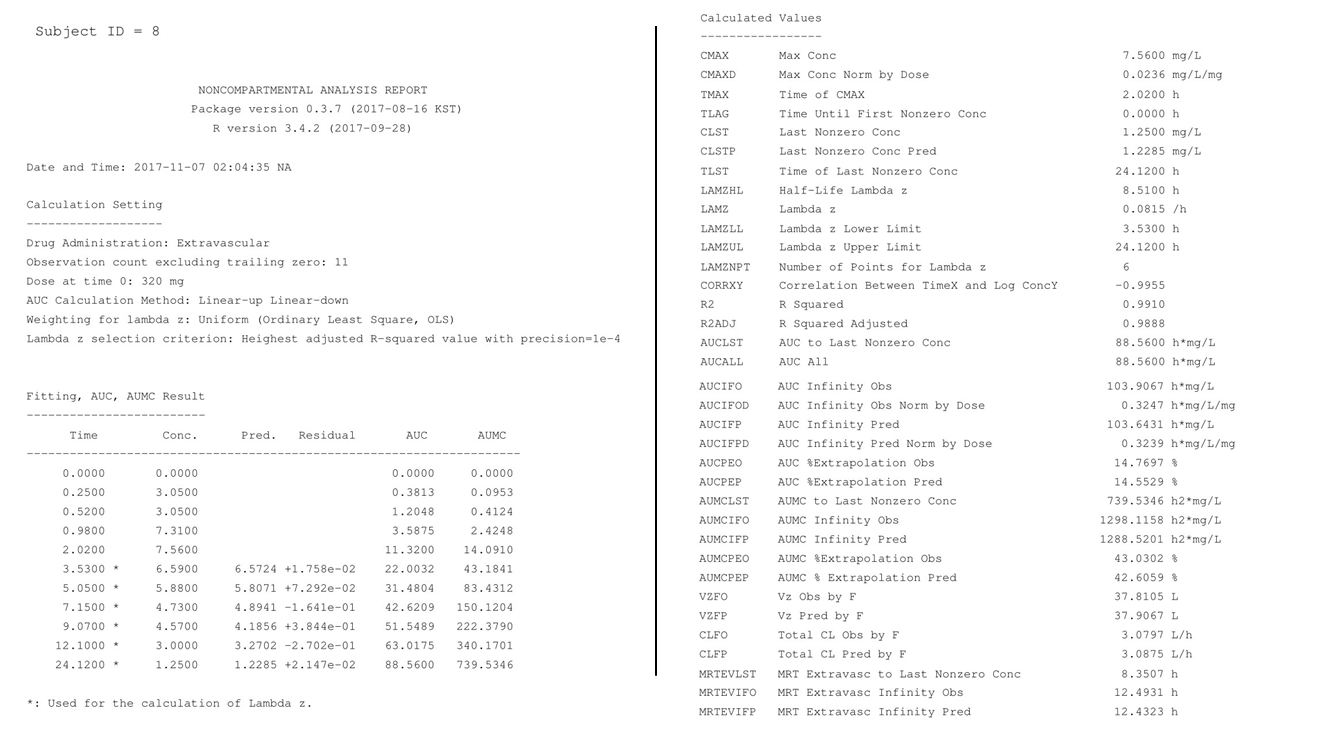 Subject ID = 8
NONCOMPARTMENTAL ANALYSIS REPORT
Package version 0.3.7 (2017-08-16 KST)
R version 3.4.2 (2017-09-28)
Date and Time: 2017-11-07 02:04:35 NA
Calculation Setting
-------------------
Drug Administration: Extravascular
Observation count excluding trailing zero: 11
Dose at time 0: 320 mg
AUC Calculation Method: Linear-up Linear-down
Weighting for lambda z: Uniform (Ordinary Least Square, OLS)
Lambda z selection criterion: Heighest adjusted R-squared value with precision=1e-4
Fitting, AUC, AUMC Result
-------------------------
Time Conc. Pred. Residual AUC AUMC
---------------------------------------------------------------------
0.0000 0.0000 0.0000 0.0000
0.2500 3.0500 0.3813 0.0953
0.5200 3.0500 1.2048 0.4124
0.9800 7.3100 3.5875 2.4248
2.0200 7.5600 11.3200 14.0910
3.5300 * 6.5900 6.5724 +1.758e-02 22.0032 43.1841
5.0500 * 5.8800 5.8071 +7.292e-02 31.4804 83.4312
7.1500 * 4.7300 4.8941 -1.641e-01 42.6209 150.1204
9.0700 * 4.5700 4.1856 +3.844e-01 51.5489 222.3790
12.1000 * 3.0000 3.2702 -2.702e-01 63.0175 340.1701
24.1200 * 1.2500 1.2285 +2.147e-02 88.5600 739.5346
*: Used for the calculation of Lambda z.
Calculated Values
-----------------
CMAX Max Conc 7.5600 mg/L
CMAXD Max Conc Norm by Dose 0.0236 mg/L/mg
TMAX Time of CMAX 2.0200 h
TLAG Time Until First Nonzero Conc 0.0000 h
CLST Last Nonzero Conc 1.2500 mg/L
CLSTP Last Nonzero Conc Pred 1.2285 mg/L
TLST Time of Last Nonzero Conc 24.1200 h
LAMZHL Half-Life Lambda z 8.5100 h
LAMZ Lambda z 0.0815 /h
LAMZLL Lambda z Lower Limit 3.5300 h
LAMZUL Lambda z Upper Limit 24.1200 h
LAMZNPT Number of Points for Lambda z 6
CORRXY Correlation Between TimeX and Log ConcY -0.9955
R2 R Squared 0.9910
R2ADJ R Squared Adjusted 0.9888
AUCLST AUC to Last Nonzero Conc 88.5600 h*mg/L
AUCALL AUC All 88.5600 h*mg/L
AUCIFO AUC Infinity Obs 103.9067 h*mg/L
AUCIFOD AUC Infinity Obs Norm by Dose 0.3247 h*mg/L/mg
AUCIFP AUC Infinity Pred 103.6431 h*mg/L
AUCIFPD AUC Infinity Pred Norm by Dose 0.3239 h*mg/L/mg
AUCPEO AUC %Extrapolation Obs 14.7697 %
AUCPEP AUC %Extrapolation Pred 14.5529 %
AUMCLST AUMC to Last Nonzero Conc 739.5346 h2*mg/L
AUMCIFO AUMC Infinity Obs 1298.1158 h2*mg/L
AUMCIFP AUMC Infinity Pred 1288.5201 h2*mg/L
AUMCPEO AUMC %Extrapolation Obs 43.0302 %
AUMCPEP AUMC % Extrapolation Pred 42.6059 %
VZFO Vz Obs by F 37.8105 L
VZFP Vz Pred by F 37.9067 L
CLFO Total CL Obs by F 3.0797 L/h
CLFP Total CL Pred by F 3.0875 L/h
MRTEVLST MRT Extravasc to Last Nonzero Conc 8.3507 h
MRTEVIFO MRT Extravasc Infinity Obs 12.4931 h
MRTEVIFP MRT Extravasc Infinity Pred 12.4323 h